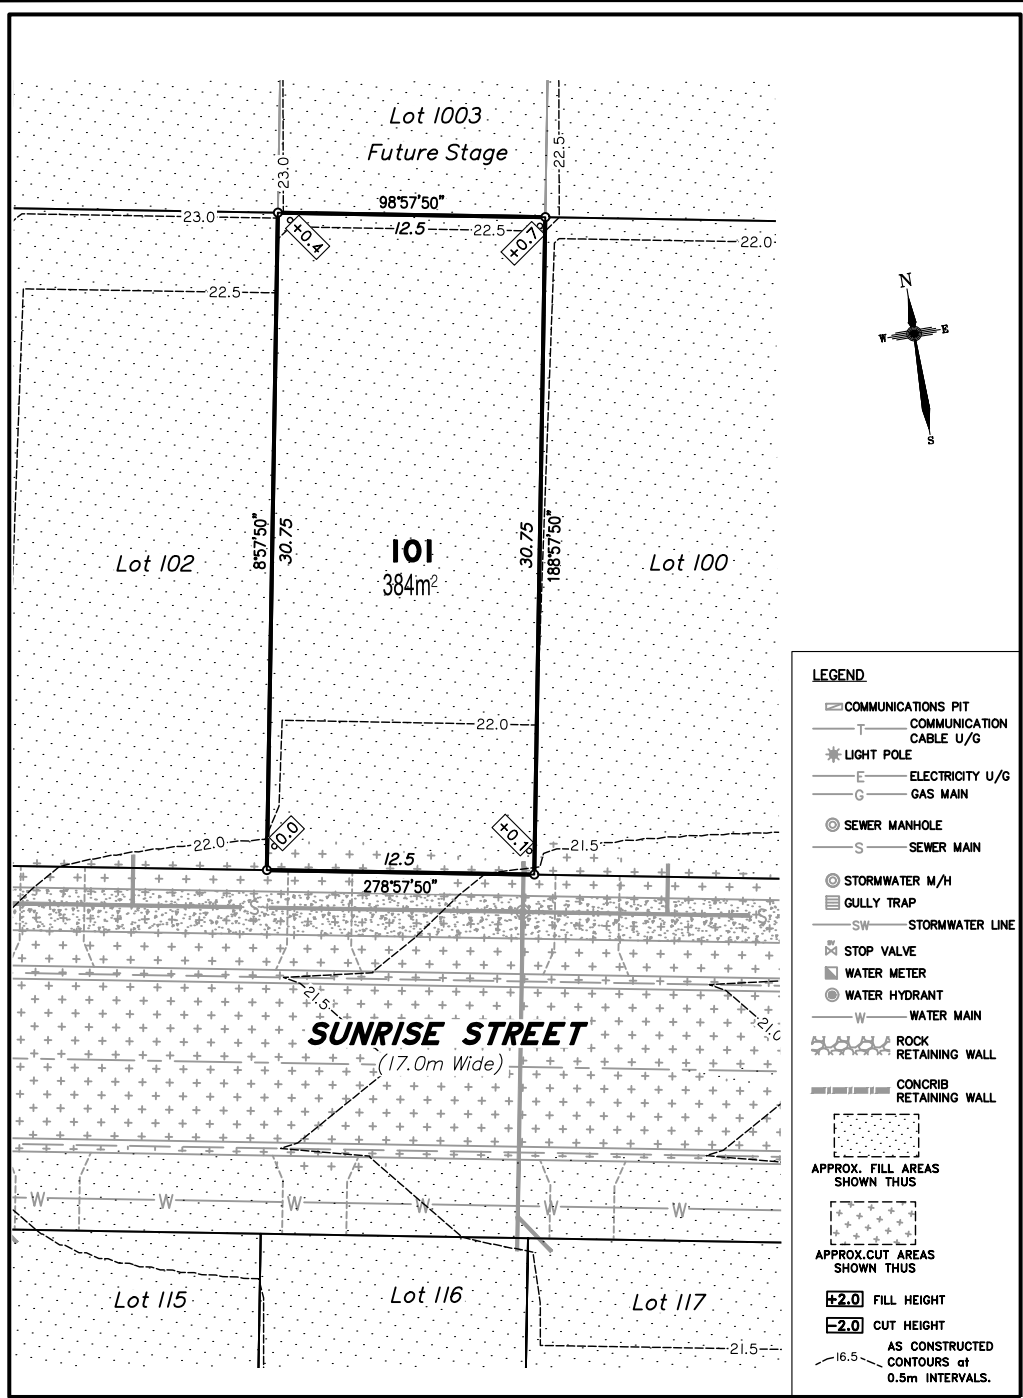 Lot 1003
Future Stage
22.5
23.0
98°57'50"
23.0
12.5
22.5
+0.4
+0.7
22.0
22.5
N
W
E
S
8°57'50"
30.75
30.75
188°57'50"
Lot 102
101
384m²
Lot 100
22.0
22.0
0.0
+0.1
21.5
12.5
278°57'50"
S
S
21.5
21.0
SUNRISE STREET
(17.0m Wide)
W
W
W
W
W
W
Lot 115
Lot 116
Lot 117
21.5
LEGEND
COMMUNICATIONS PIT
T
COMMUNICATION
CABLE U/G
LIGHT POLE
E
ELECTRICITY U/G
G
GAS MAIN
SEWER MANHOLE
S
SEWER MAIN
STORMWATER M/H
GULLY TRAP
SW
STORMWATER LINE
STOP VALVE
WATER METER
WATER HYDRANT
W
WATER MAIN
ROCK
RETAINING WALL
CONCRIB
RETAINING WALL
APPROX. FILL AREAS
SHOWN THUS
APPROX.CUT AREAS
SHOWN THUS
+2.0 FILL HEIGHT
-2.0 CUT HEIGHT
16.5
AS CONSTRUCTED
CONTOURS at
0.5m INTERVALS.